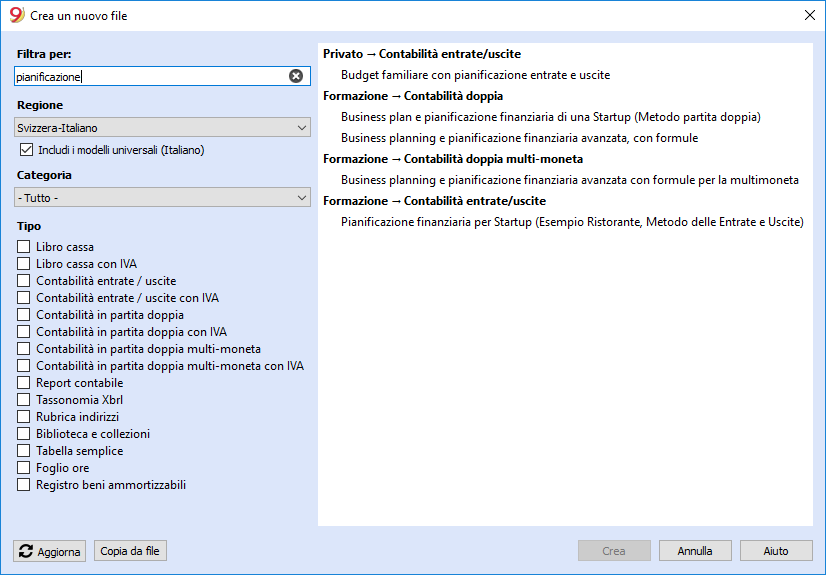 Crea un nuovo file
Filtra per:
pianificazione
Regione
Svizzera-Italiano
Includi i modelli universali (Italiano)
Categoria
- Tutto -
Tipo
Libro cassa
Libro cassa con IVA
Contabilità entrate / uscite
Contabilità entrate / uscite con IVA
Contabilità in partita doppia
Contabilità in partita doppia con IVA
Contabilità in partita doppia multi-moneta
Contabilità in partita doppia multi-moneta con IVA
Report contabile
Tassonomia Xbrl
Rubrica indirizzi
Biblioteca e collezioni
Tabella semplice
Foglio ore
Registro beni ammortizzabili
Privato → Contabilità entrate/uscite
Budget familiare con pianificazione entrate e uscite
Formazione → Contabilità doppia
Business plan e pianificazione finanziaria di una Startup (Metodo partita doppia)
Business planning e pianificazione finanziaria avanzata, con formule
Formazione → Contabilità doppia multi-moneta
Business planning e pianificazione finanziaria avanzata con formule per la multimoneta
Formazione → Contabilità entrate/uscite
Pianificazione finanziaria per Startup (Esempio Ristorante, Metodo delle Entrate e Uscite)
Aggiorna
Copia da file
Crea
Annulla
Aiuto